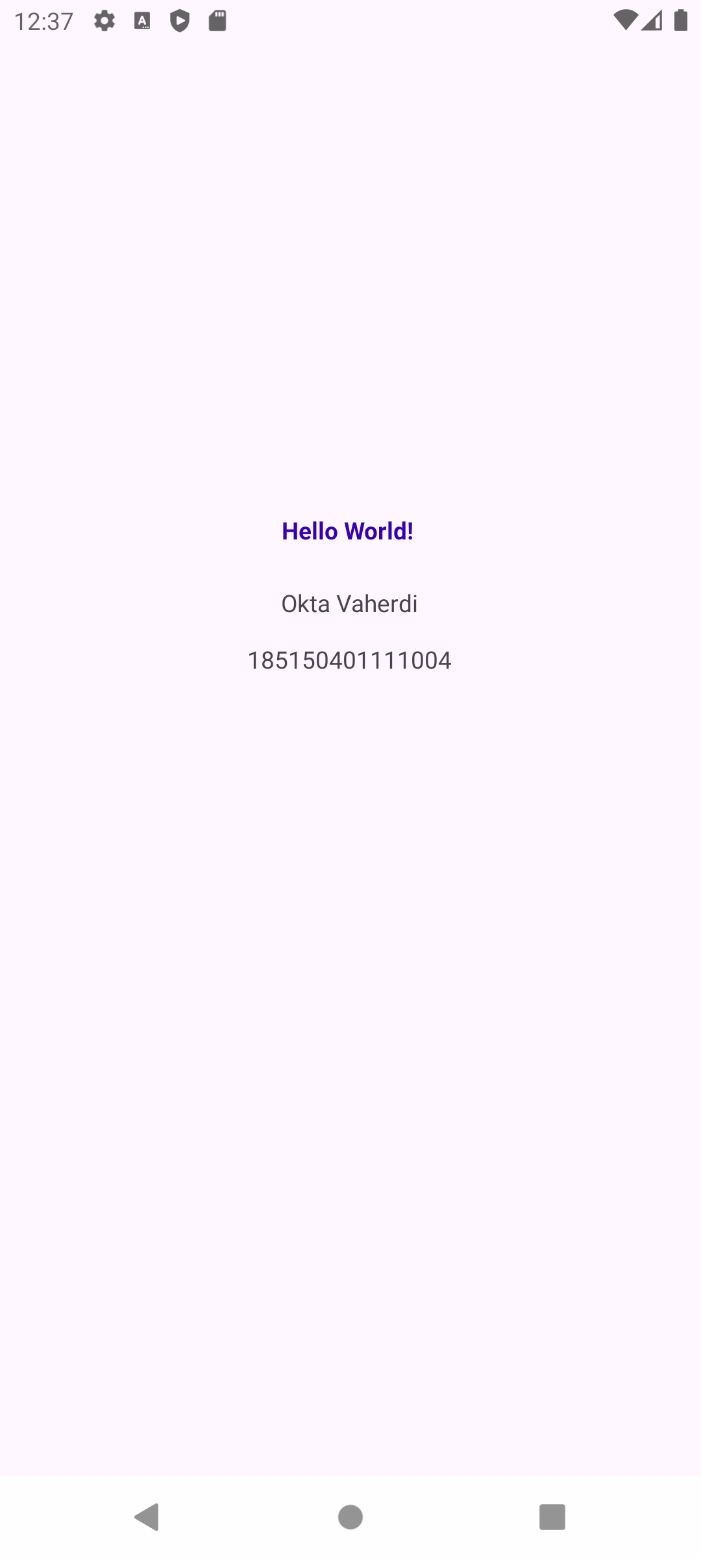 12:37
A
Hello World!
Okta Vaherdi
185150401111004